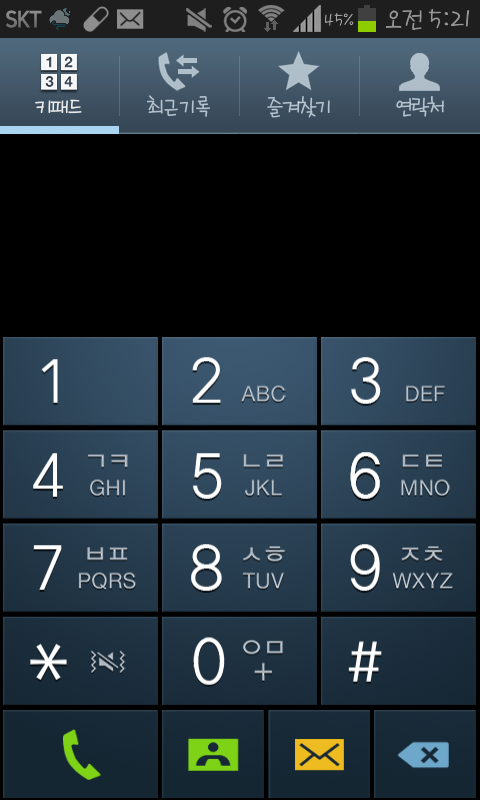 SKT 45% 오전 5:21
1 2
3 4
키패드 최근기록 즐겨찾기 연락처
1 2 ABC 3 DEF
4 ㄱㅋ GHI 5 ㄴㄹ JKL 6 ㄷㅌ MNO
7 ㅂㅍ PQRS 8 ㅅㅎ TUV 9 ㅈㅊ WXYZ
* 0 ㅇㅁ + #